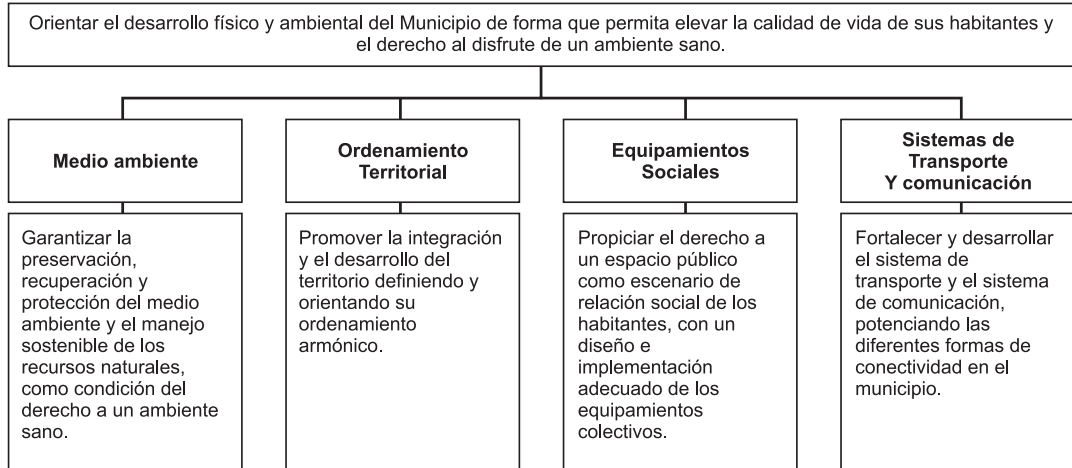 Orientar el desarrollo físico y ambiental del Municipio de forma que permita elevar la calidad de vida de sus habitantes y
el derecho al disfrute de un ambiente sano.
Medio ambiente
Ordenamiento
Territorial
Equipamientos
Sociales
Sistemas de
Transporte
Y comunicación
Garantizar la
preservación,
recuperación y
protección del medio
ambiente y el manejo
sostenible de los
recursos naturales,
como condición del
derecho a un ambiente
sano.
Promover la integración
y el desarrollo del
territorio definiendo y
orientando su
ordenamiento
armónico.
Propiciar el derecho a
un espacio público
como escenario de
relación social de los
habitantes, con un
diseño e
implementación
adecuado de los
equipamientos
colectivos.
Fortalecer y desarrollar
el sistema de
transporte y el sistema
de comunicación,
potenciando las
diferentes formas de
conectividad en el
municipio.